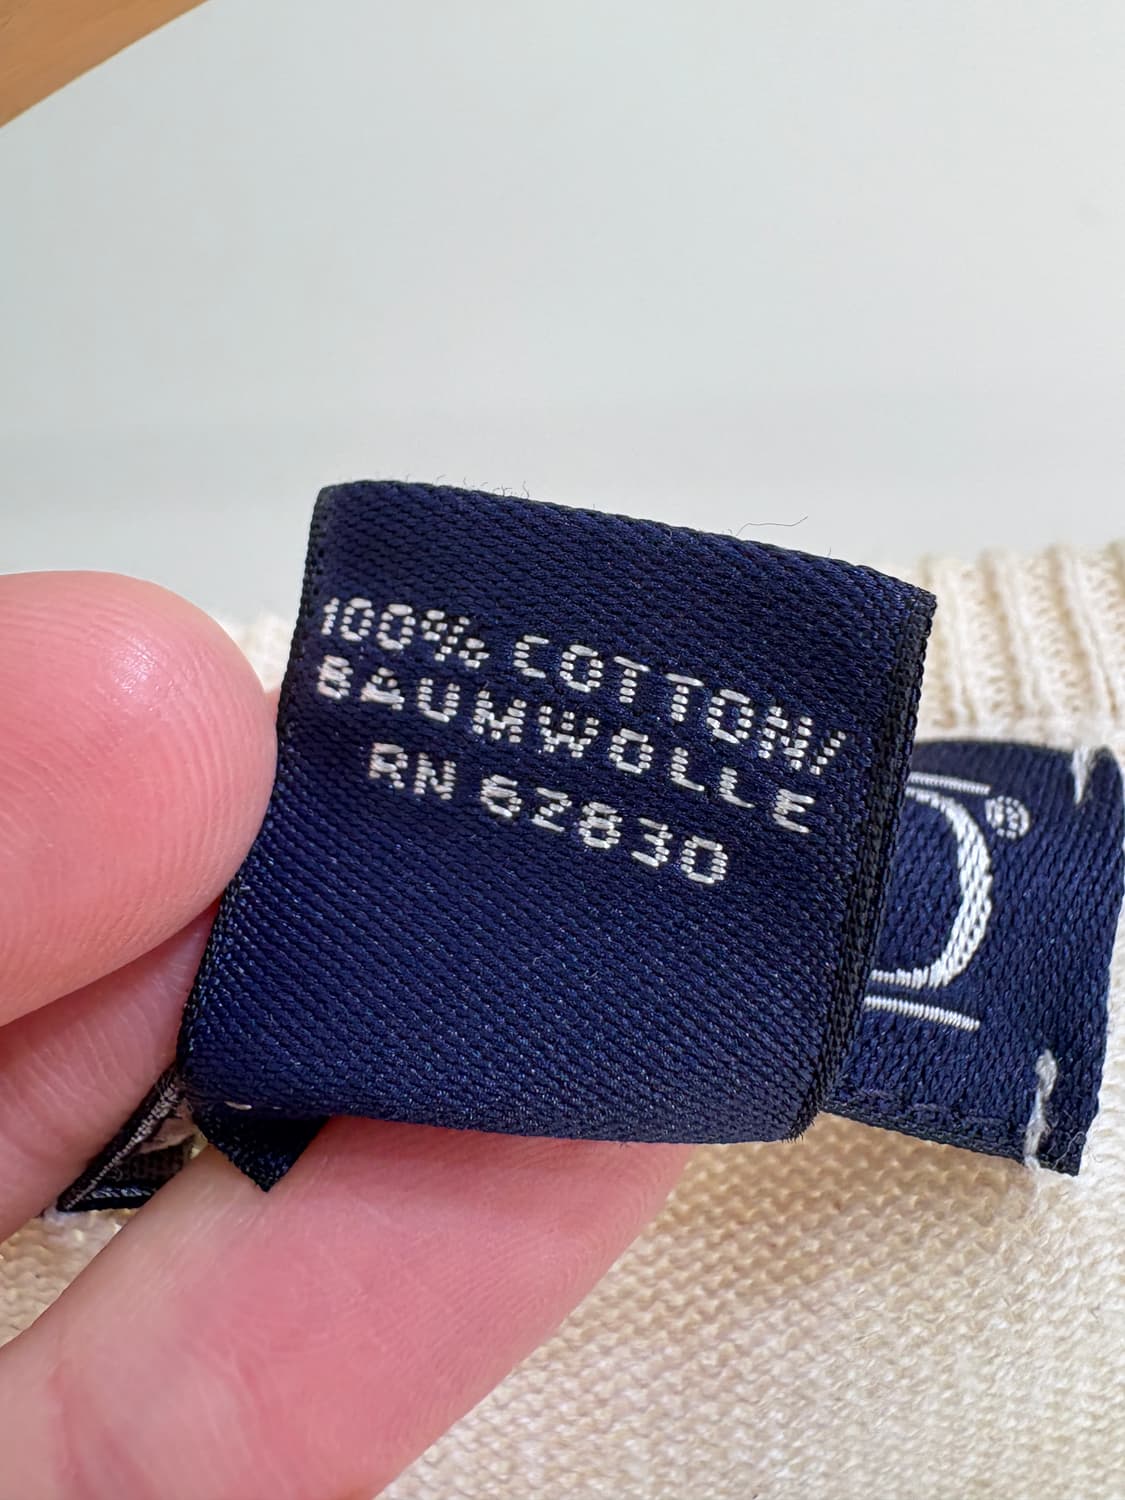 100% COTTON/
BAUMWOLLE
RN 62830
D®